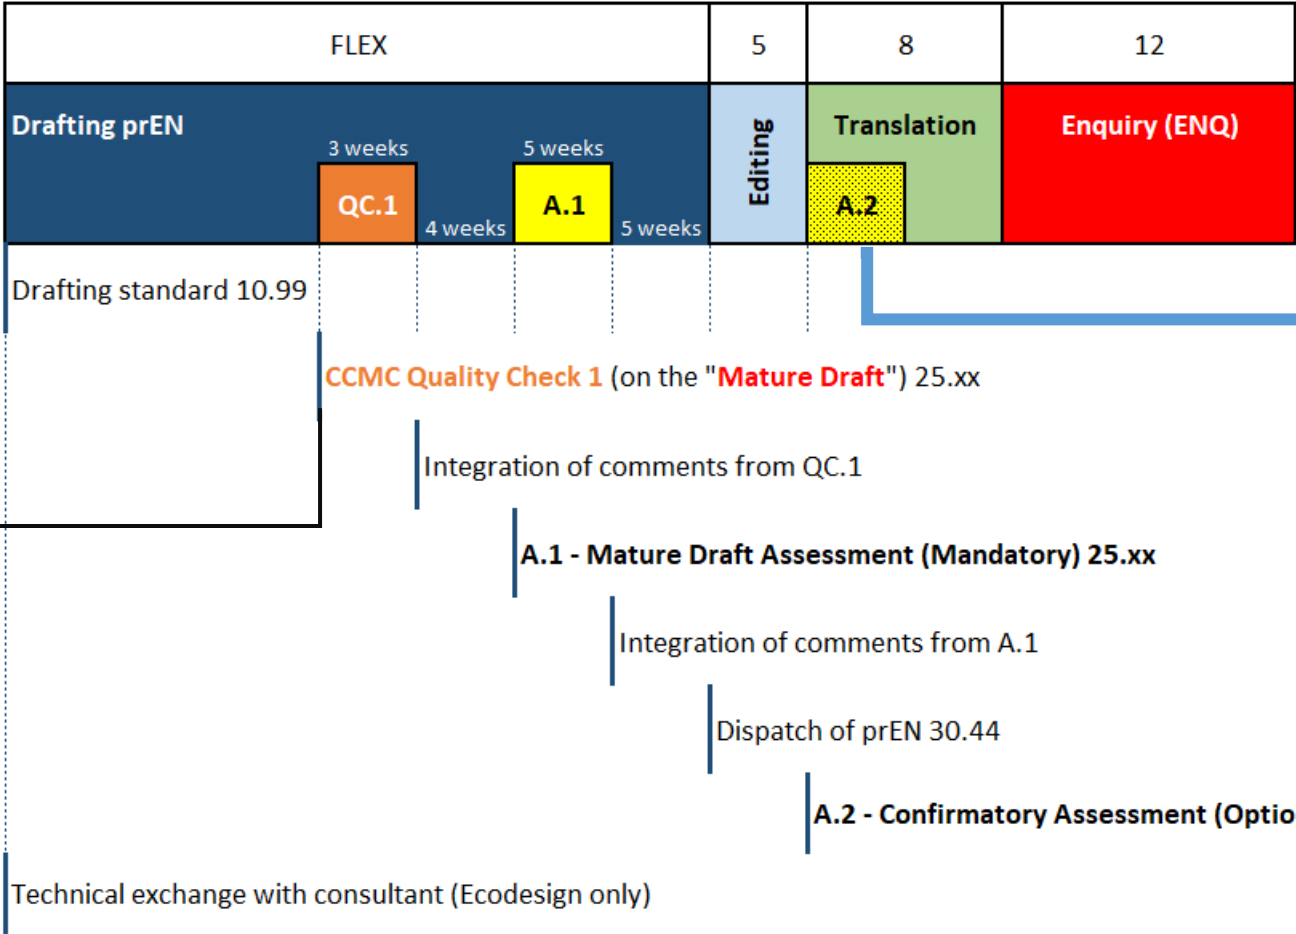 FLEX
5
8
12
Drafting prEN
Editing
Translation
Enquiry (ENQ)
3 weeks
5 weeks
QC.1
A.1
A.2
4 weeks
5 weeks
Drafting standard 10.99
CCMC Quality Check 1 (on the "Mature Draft") 25.xx
Integration of comments from QC.1
A.1 - Mature Draft Assessment (Mandatory) 25.xx
Integration of comments from A.1
Dispatch of prEN 30.44
A.2 - Confirmatory Assessment (Optio
Technical exchange with consultant (Ecodesign only)